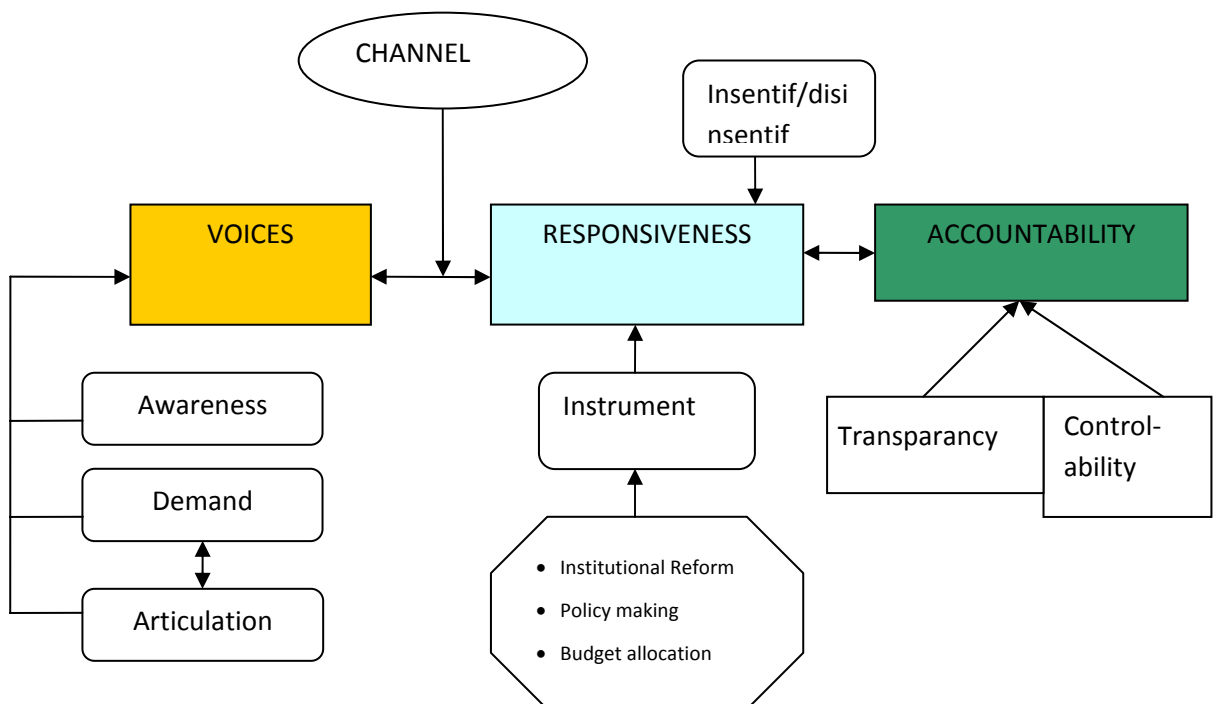 CHANNEL
Insentif/disi
nsentif
VOICES
RESPONSIVENESS
ACCOUNTABILITY
Awareness
Demand
Articulation
Instrument
• Institutional Reform
• Policy making
• Budget allocation
Transparancy
Control-
ability